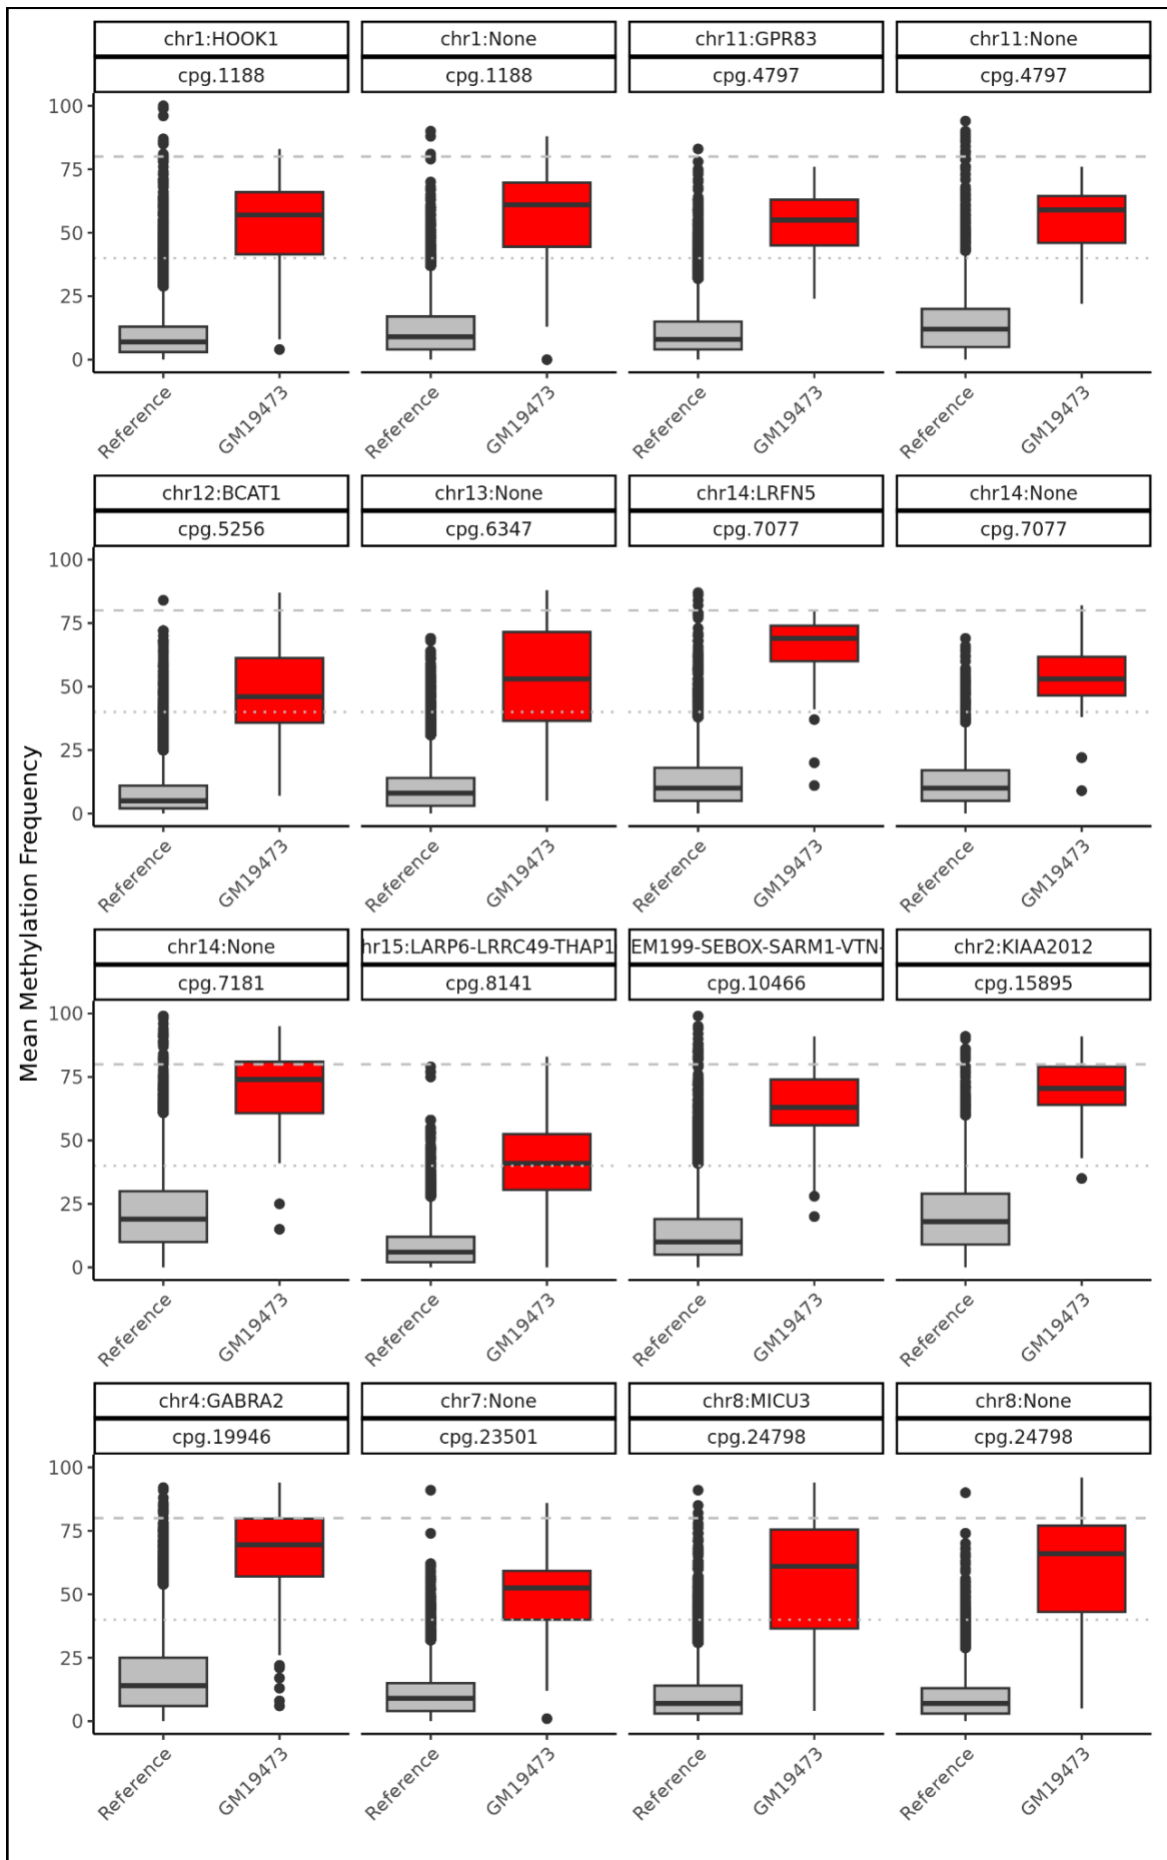 chr1:HOOK1 chr1:None chr11:GPR83 chr11:None
cpg.1188 cpg.1188 cpg.4797 cpg.4797
100
75
50
25
0
Reference GM19473 Reference GM19473 Reference GM19473 Reference GM19473
chr12:BCAT1 chr13:None chr14:LRFN5 chr14:None
cpg.5256 cpg.6347 cpg.7077 cpg.7077
100
75
50
25
0
Reference GM19473 Reference GM19473 Reference GM19473 Reference GM19473
Mean Methylation Frequency
chr14:None hr15:LARP6-LRRC49-THAP1 EM199-SEBOX-SARM1-VTN- chr2:KIAA2012
cpg.7181 cpg.8141 cpg.10466 cpg.15895
100
75
50
25
0
Reference GM19473 Reference GM19473 Reference GM19473 Reference GM19473
chr4:GABRA2 chr7:None chr8:MICU3 chr8:None
cpg.19946 cpg.23501 cpg.24798 cpg.24798
100
75
50
25
0
Reference GM19473 Reference GM19473 Reference GM19473 Reference GM19473